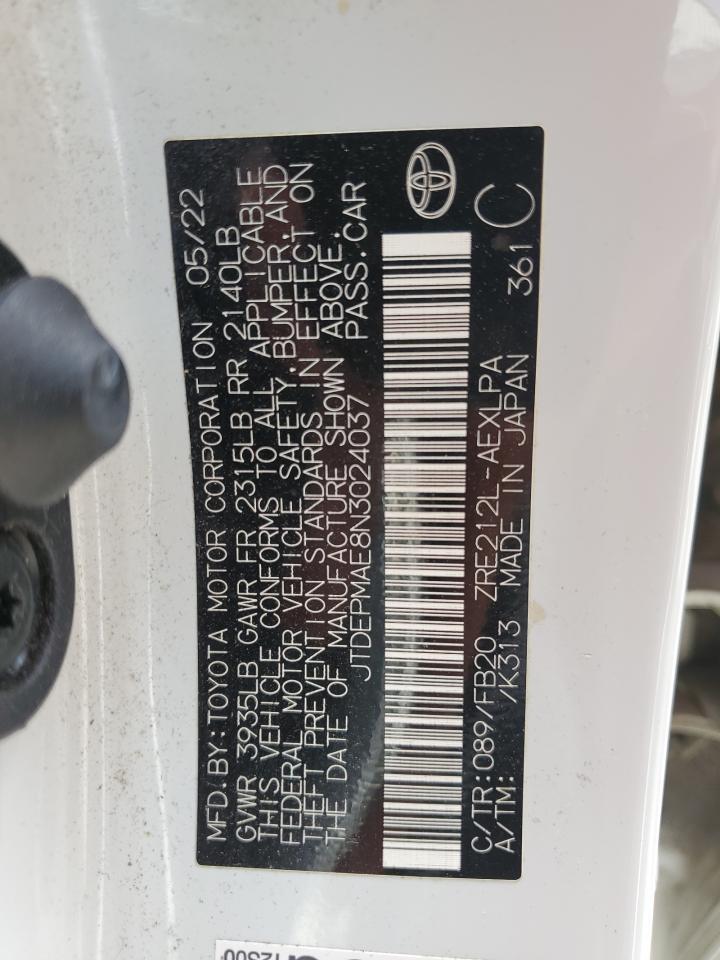 MFD. BY: TOYOTA MOTOR CORPORATION 05/22
GVWR 3935LB GAWR FR 2315LB RR 2140LB
THIS VEHICLE CONFORMS TO ALL APPLICABLE
FEDERAL MOTOR VEHICLE SAFETY, BUMPER, AND
THEFT PREVENTION STANDARDS IN EFFECT ON
THE DATE OF MANUFACTURE SHOWN ABOVE.
JTDEPMAE8N3024037 PASS.CAR
C/TR:089/FB20 ZRE212L-AEXLPA 361 C
A/TM: /K313 MADE IN JAPAN
12300